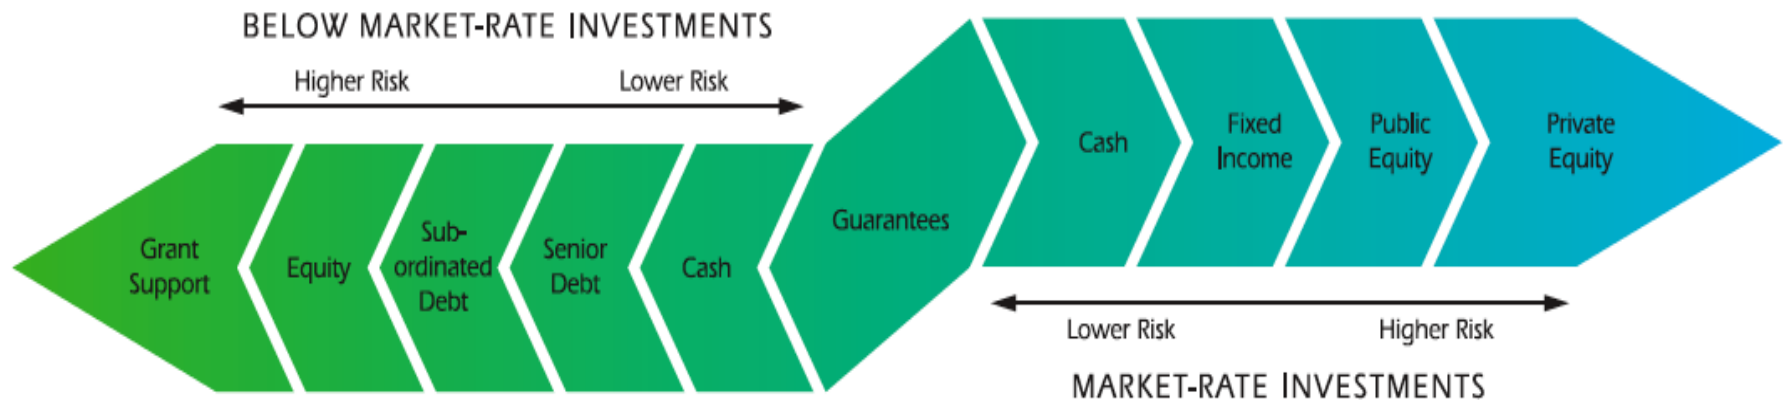 BELOW MARKET-RATE INVESTMENTS
Higher Risk
Lower Risk
Grant
Support
Equity
Sub-
ordinated
Debt
Senior
Debt
Cash
Guarantees
Cash
Fixed
Income
Public
Equity
Private
Equity
Lower Risk
Higher Risk
MARKET-RATE INVESTMENTS